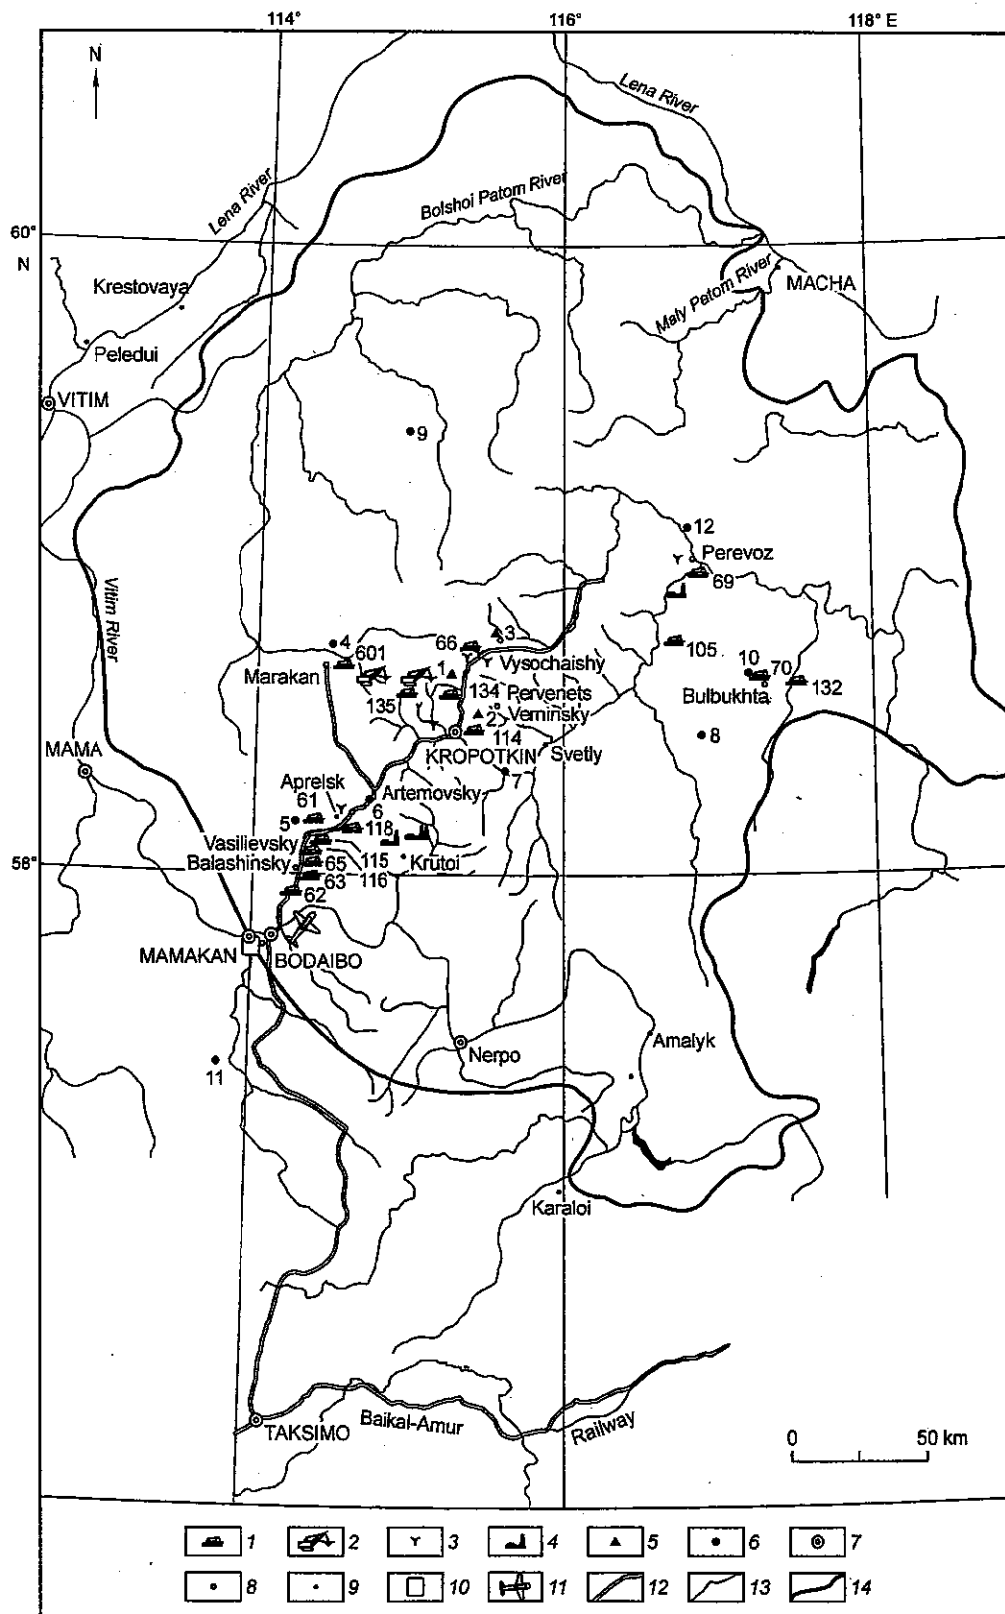 114° 116° 118° E
N
Lena River
Lena River
Bolshoi Patom River
60°
N
Maly Patom River
MACHA
Krestovaya
Peledui
VITIM
9
12
Perevoz
69
Vitim River
4
601
66
3
105
Marakan
1
Vysochaishy
10
70
135
134
Pervenets
Bulbukhta
132
2
Verninsky
114
8
MAMA
KROPOTKIN
Svetly
7
Aprelsk
61
Artemovsky
5
6
118
Vasilievsky
Balashinsky
115
65
Krutoi
58°
63
116
62
MAMAKAN
BODAIBO
Nerpo
Amalyk
11
Karaloi
TAKSIMO
Baikal-Amur
Railway
0 50 km
1 2 3 4 5 6 7
8 9 10 11 12 13 14